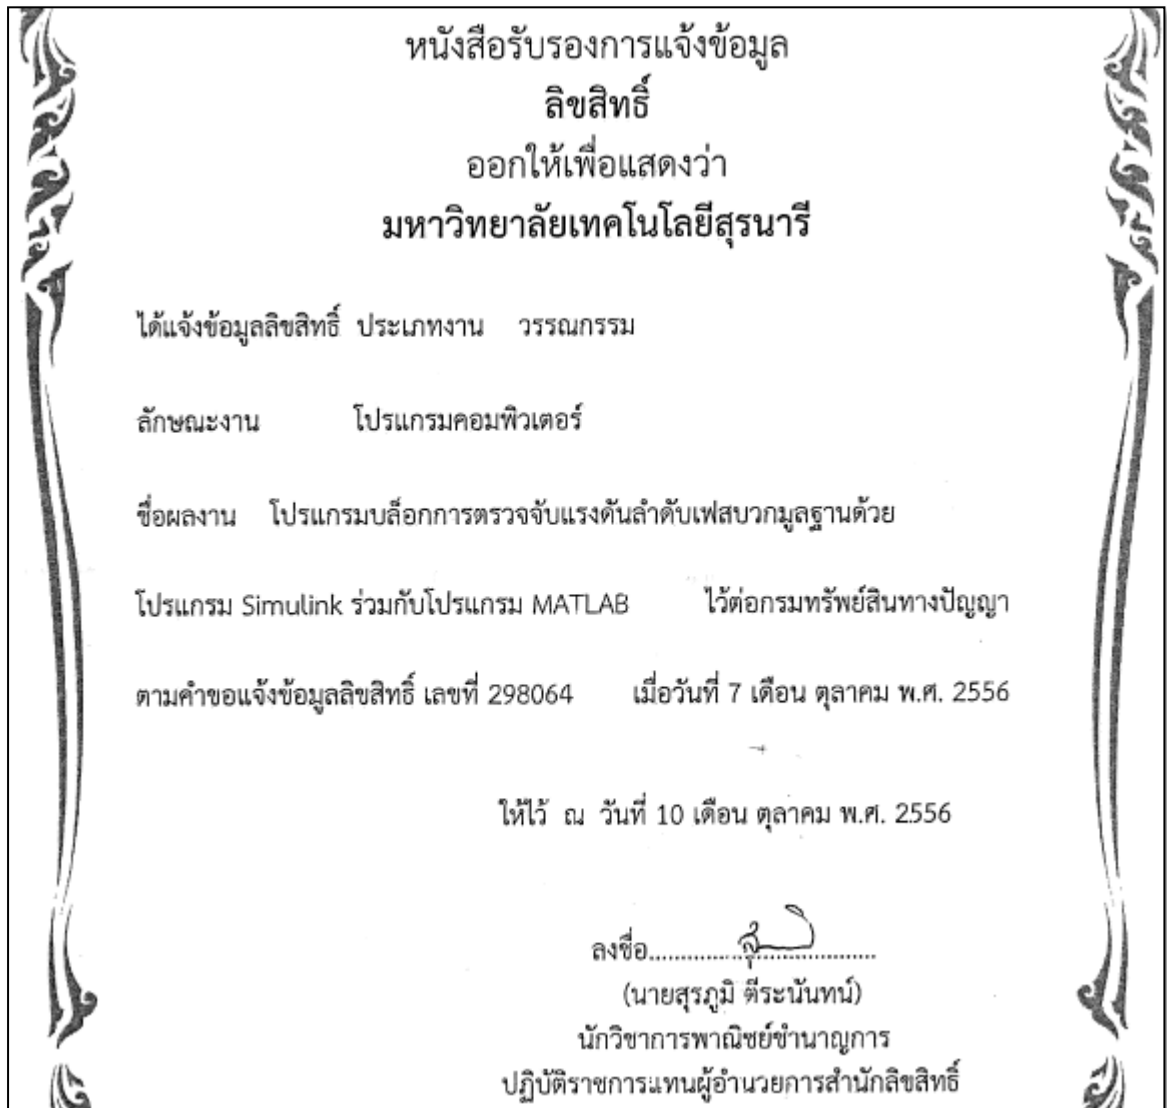 หนังสือรับรองการแจ้งข้อมูล
ลิขสิทธิ์
ออกให้เพื่อแสดงว่า
มหาวิทยาลัยเทคโนโลยีสุรนารี
ได้แจ้งข้อมูลลิขสิทธิ์ ประเภทงาน วรรณกรรม
ลักษณะงาน โปรแกรมคอมพิวเตอร์
ชื่อผลงาน โปรแกรมบล็อกการตรวจจับแรงดันลำดับเฟสบวกมูลฐานด้วย
โปรแกรม Simulink ร่วมกับโปรแกรม MATLAB ไว้ต่อกรมทรัพย์สินทางปัญญา
ตามคำขอแจ้งข้อมูลลิขสิทธิ์ เลขที่ 298064 เมื่อวันที่ 7 เดือน ตุลาคม พ.ศ. 2556
ให้ไว้ ณ วันที่ 10 เดือน ตุลาคม พ.ศ. 2556
ลงชื่อ....................................
(นายสุรภูมิ ตีระนันทน์)
นักวิชาการพาณิชย์ชำนาญการ
ปฏิบัติราชการแทนผู้อำนวยการสำนักลิขสิทธิ์